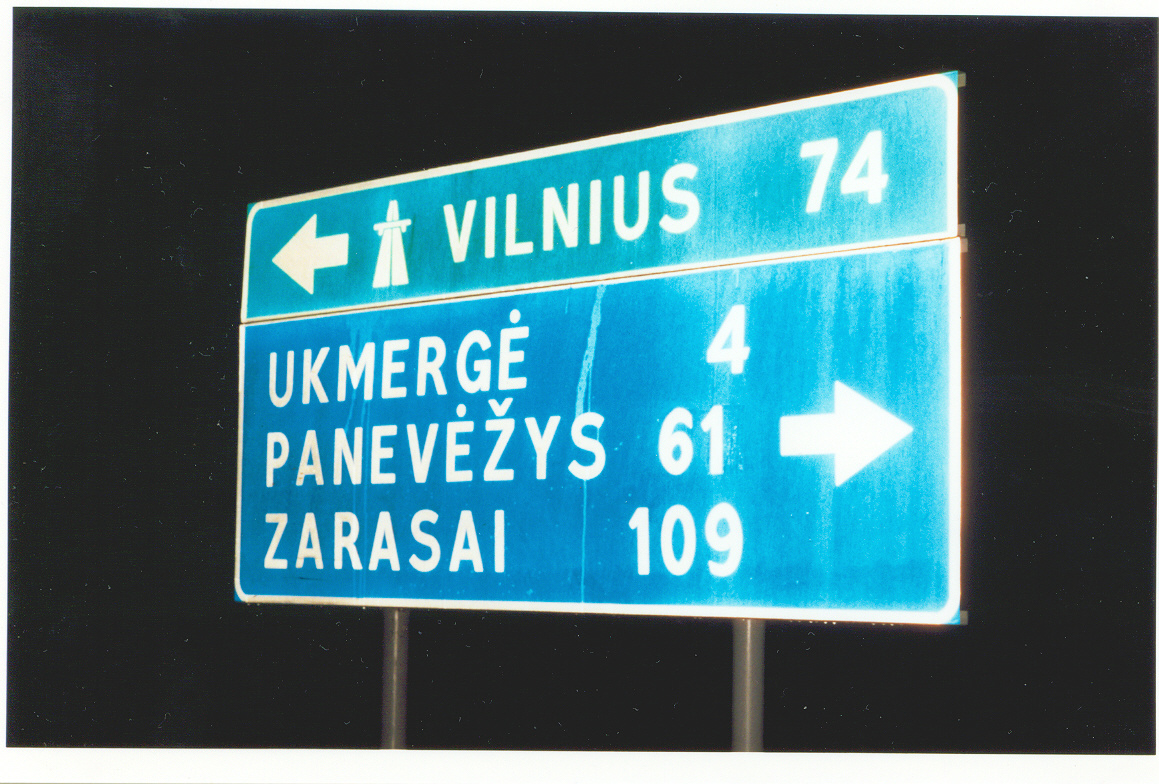 VILNIUS 74
UKMERGĖ 4
PANEVĖŽYS 61
ZARASAI 109